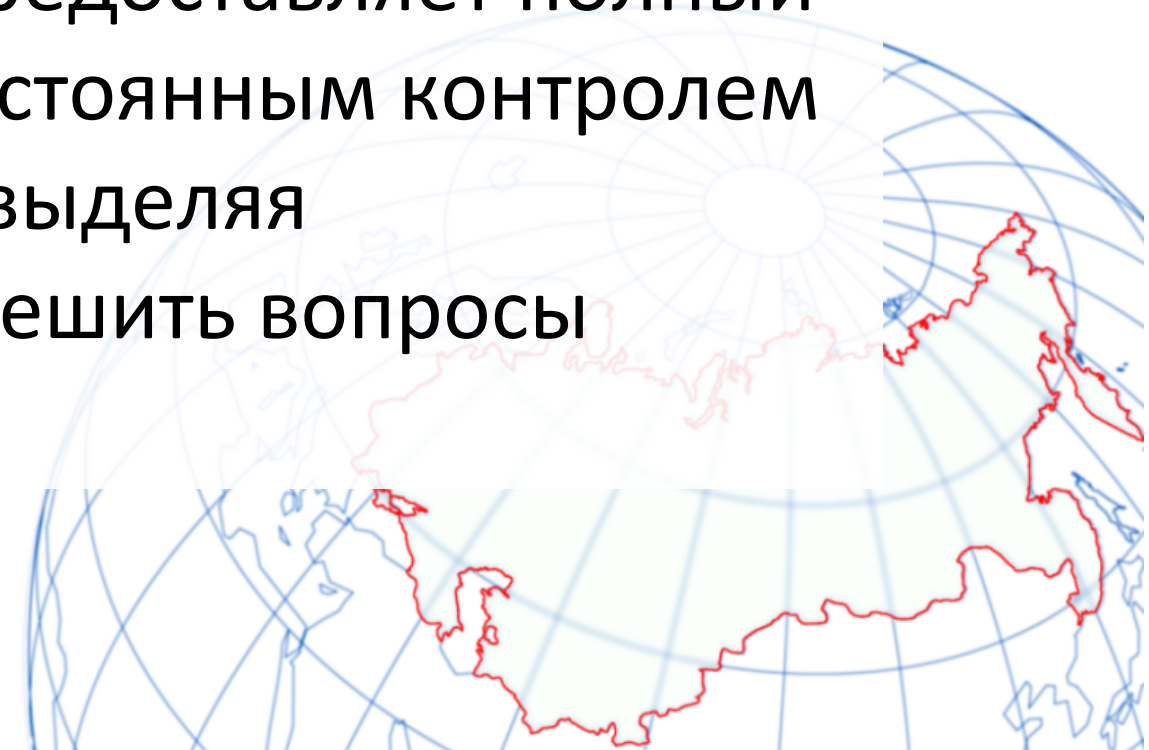 стоянным контролем
выделяя
ешить вопросы